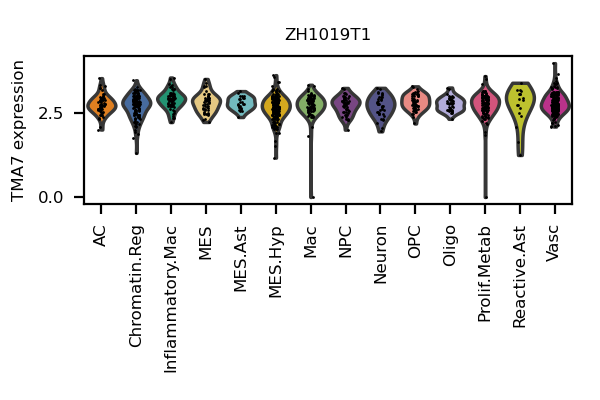 ZH1019T1
TMA7 expression
2.5
0.0
AC
Chromatin.Reg
Inflammatory.Mac
MES
MES.Ast
MES.Hyp
Mac
NPC
Neuron
OPC
Oligo
Prolif.Metab
Reactive.Ast
Vasc